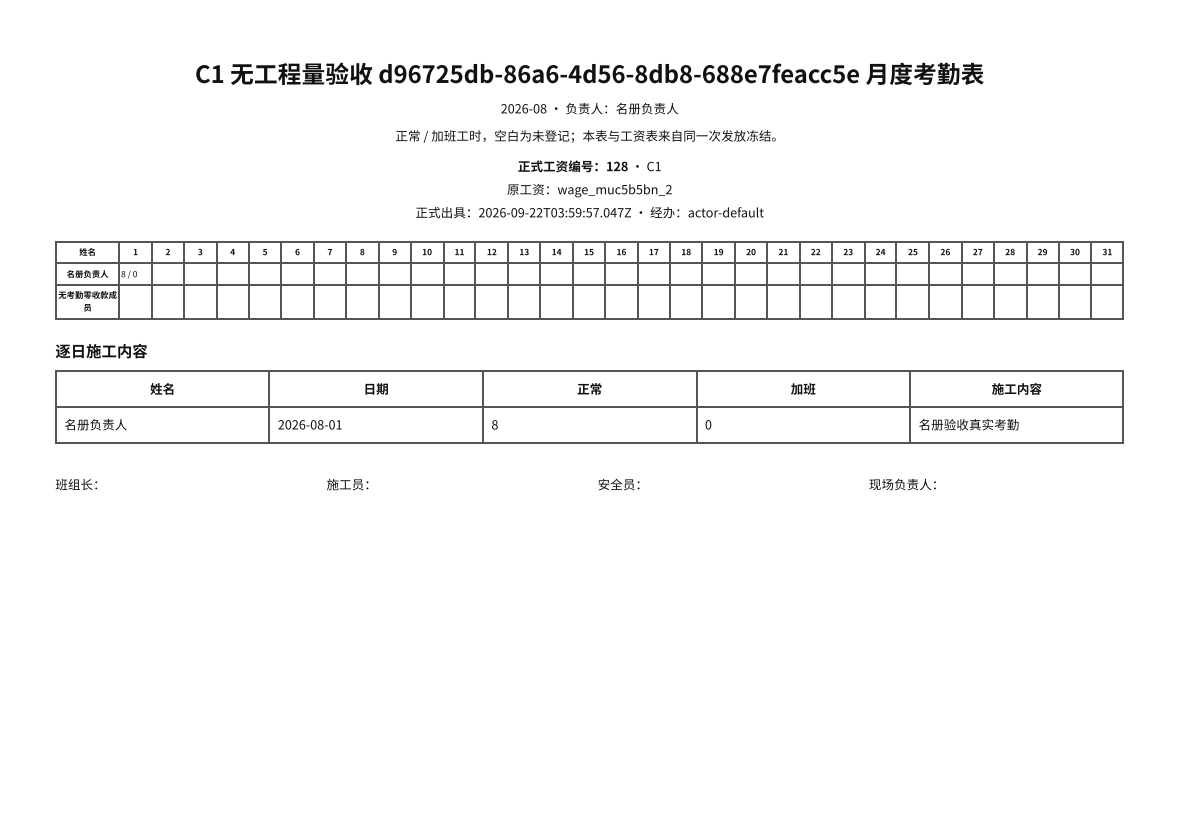 C1 无工程量验收 d96725db-86a6-4d56-8db8-688e7feacc5e 月度考勤表
2026-08 · 负责人：名册负责人
正常 / 加班工时，空白为未登记；本表与工资表来自同一次发放冻结。
正式工资编号：128 · C1
原工资：wage_muc5b5bn_2
正式出具：2026-09-22T03:59:57.047Z · 经办：actor-default
姓名 1 2 3 4 5 6 7 8 9 10 11 12 13 14 15 16 17 18 19 20 21 22 23 24 25 26 27 28 29 30 31
名册负责人 8 / 0
无考勤零收款成
员
逐日施工内容
姓名 日期 正常 加班 施工内容
名册负责人 2026-08-01 8 0 名册验收真实考勤
班组长： 施工员： 安全员： 现场负责人：